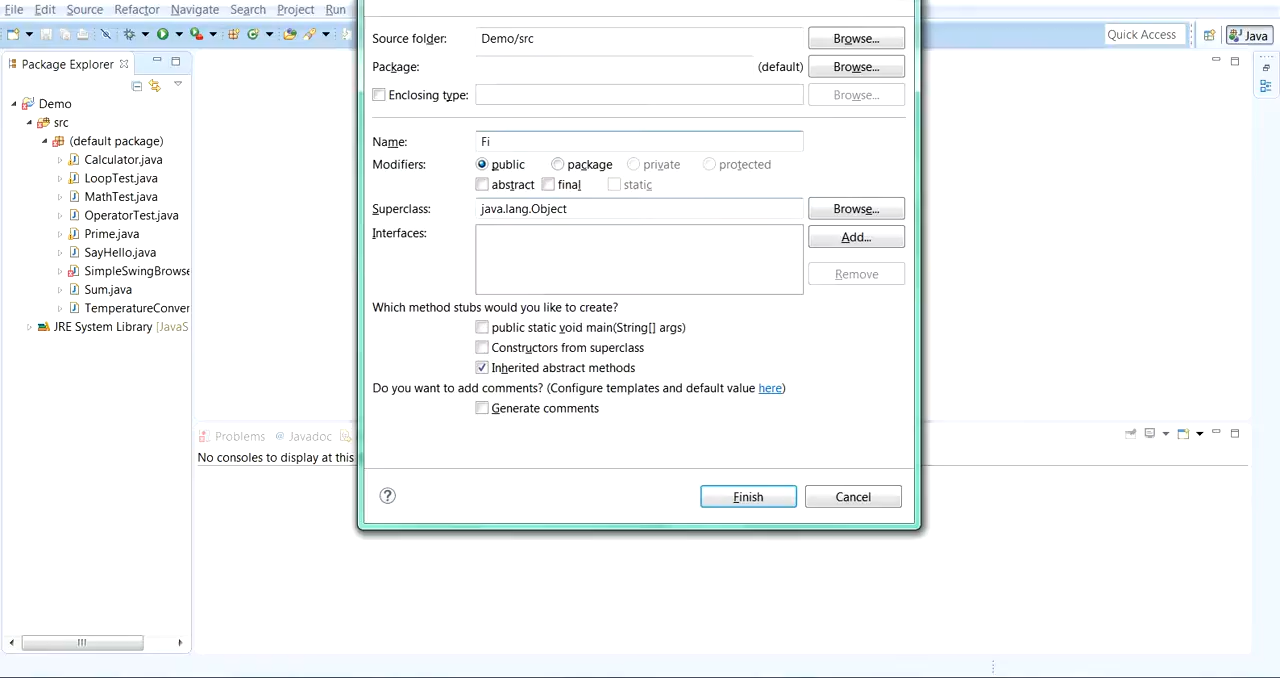 File Edit Source Refactor Navigate Search Project Run
Quick Access
Java
Package Explorer
Demo
src
(default package)
Calculator.java
LoopTest.java
MathTest.java
OperatorTest.java
Prime.java
SayHello.java
SimpleSwingBrowse
Sum.java
TemperatureConver
JRE System Library [JavaS
Source folder: Demo/src Browse...
Package: (default) Browse...
Enclosing type: Browse...
Name: Fi
Modifiers: public package private protected
abstract final static
Superclass: java.lang.Object Browse...
Interfaces: Add...
Remove
Which method stubs would you like to create?
public static void main(String[] args)
Constructors from superclass
Inherited abstract methods
Do you want to add comments? (Configure templates and default value here)
Generate comments
? Finish Cancel
Problems @ Javadoc
No consoles to display at this